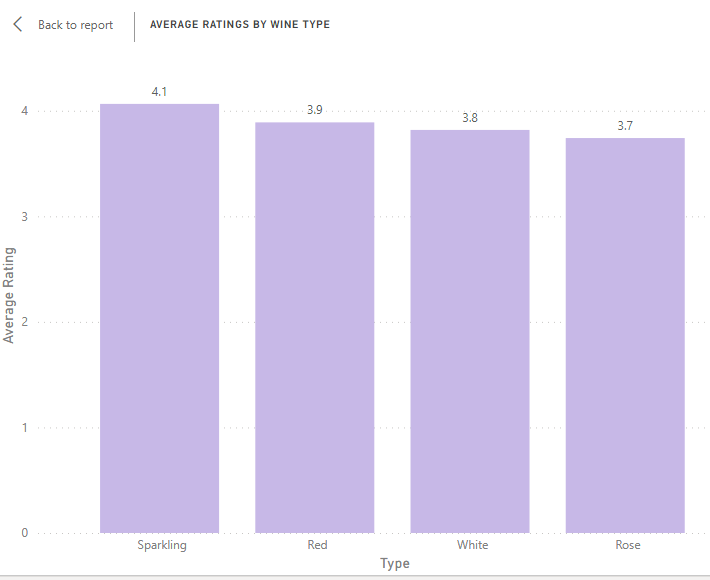 Back to report
AVERAGE RATINGS BY WINE TYPE
4.1
3.9
3.8
3.7
4
3
2
1
0
Average Rating
Sparkling
Red
White
Rose
Type